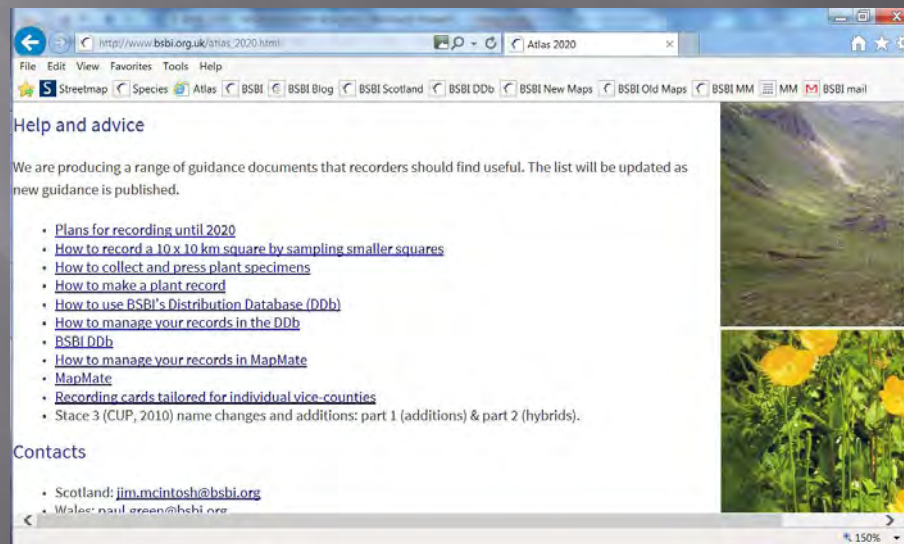 http://www.bsbi.org.uk/atlas_2020.html
Atlas 2020
File Edit View Favorites Tools Help
Streetmap Species Atlas BSBI BSBI Blog BSBI Scotland BSBI DDb BSBI New Maps BSBI Old Maps BSBI MM MM BSBI mail
Help and advice
We are producing a range of guidance documents that recorders should find useful. The list will be updated as
new guidance is published.
• Plans for recording until 2020
• How to record a 10 x 10 km square by sampling smaller squares
• How to collect and press plant specimens
• How to make a plant record
• How to use BSBI's Distribution Database (DDb)
• How to manage your records in the DDb
• BSBI DDb
• How to manage your records in MapMate
• MapMate
• Recording cards tailored for individual vice-counties
• Stace 3 (CUP, 2010) name changes and additions: part 1 (additions) & part 2 (hybrids).
Contacts
• Scotland: jim.mcintosh@bsbi.org
• Wales: paul.green@bsbi.org
150%